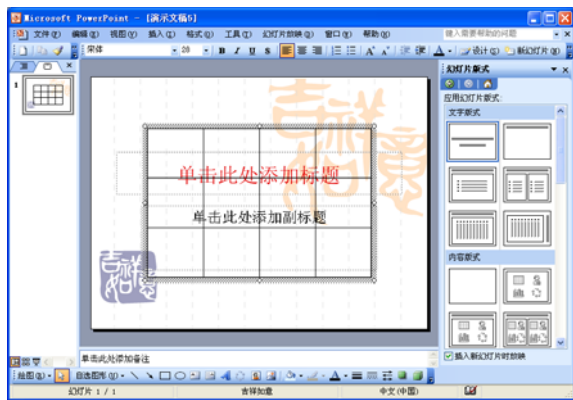 Microsoft PowerPoint - [演示文稿5]
文件(F) 编辑(E) 视图(V) 插入(I) 格式(O) 工具(T) 幻灯片放映(D) 窗口(W) 帮助(H) 键入需要帮助的问题
宋体 20 B I U S A A A 设计(S) 新幻灯片(N)
幻灯片版式
应用幻灯片版式:
文字版式
1
吉祥如意
单击此处添加标题
单击此处添加副标题
吉祥如意
内容版式
单击此处添加备注
插入新幻灯片时放映
绘图(R) 自选图形(U) A
幻灯片 1 / 1 吉祥如意 中文(中国)